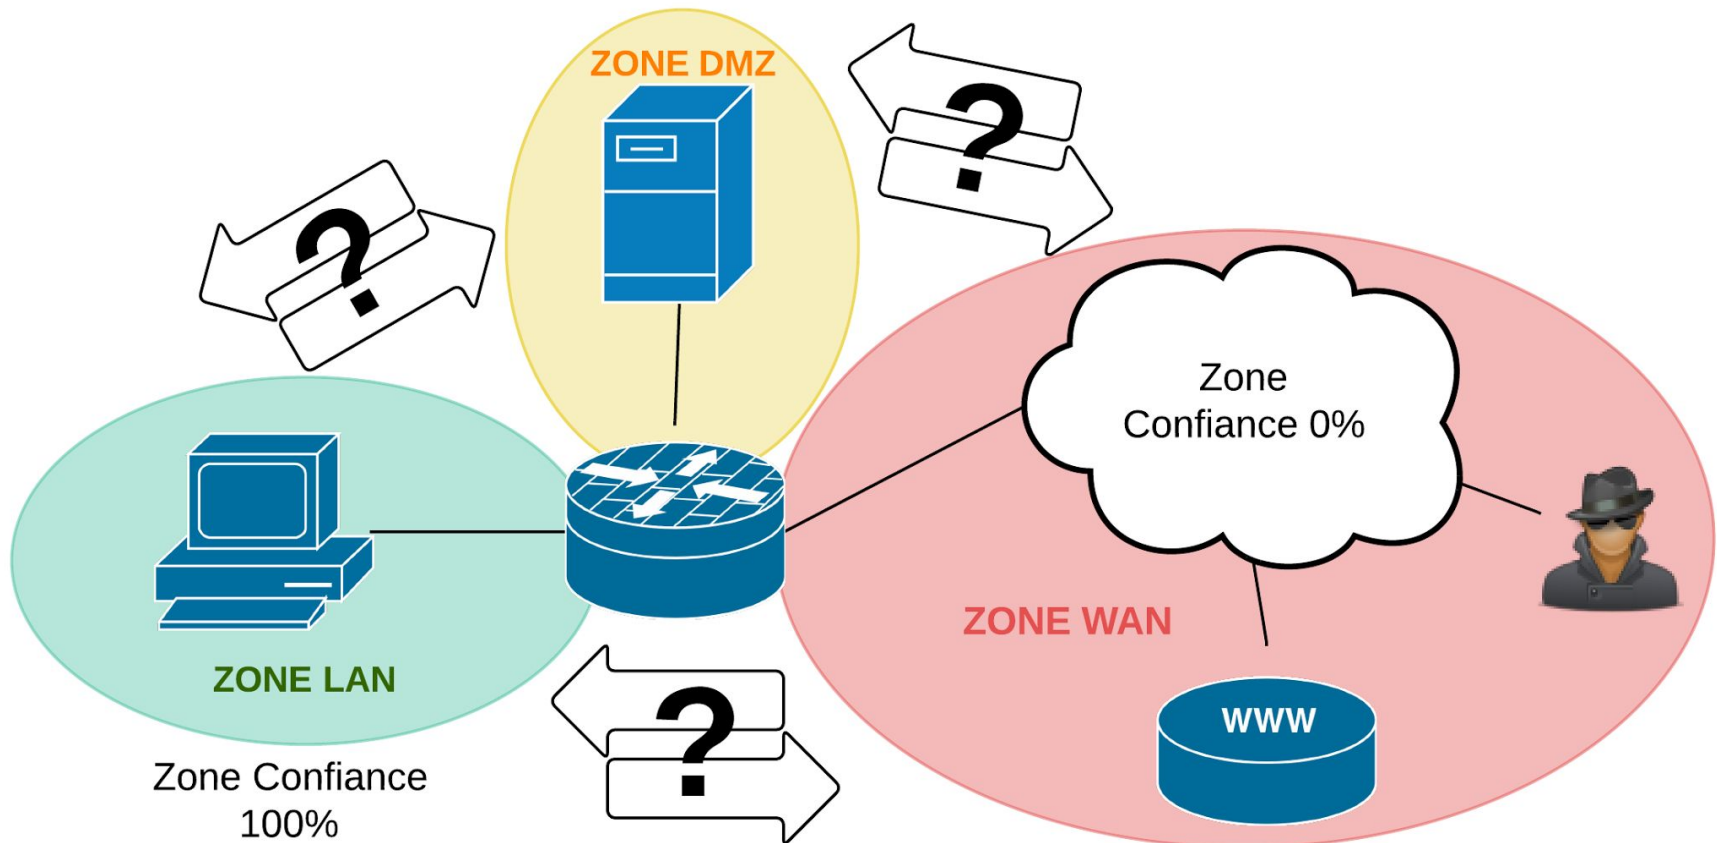 ZONE DMZ
?
?
Zone
Confiance 0%
ZONE WAN
ZONE LAN
?
WWW
Zone Confiance
100%